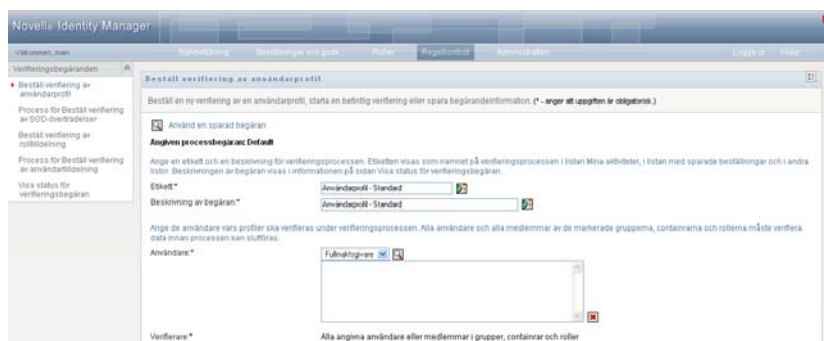 Novell® Identity Manager
Välkommen, mari
Beställningar och godk.
Roller
Regelkontroll
Administration
Logga ut
Hjälp
Verifieringsbegäranden
Beställ verifiering av användarprofil
Process för Beställ verifiering av SOD-överträdelser
Beställ verifiering av rolltilldelning
Process för Beställ verifiering av användartilldelning
Visa status för verifieringsbegäran
Beställ verifiering av användarprofil
Beställ en ny verifiering av en användarprofil, starta en befintlig verifiering eller spara begärandeinformation. (* - anger att uppgiften är obligatorisk.)
Använd en sparad begäran
Angiven processbegäran: Default
Ange en etikett och en beskrivning för verifieringsprocessen. Etiketten visas som namnet på verifieringsprocessen i listan Mina aktiviteter, i listan med sparade beställningar och i andra
listor. Beskrivningen av begäran visas i informationen på sidan Visa status för verifieringsbegäran.
Etikett:*
Användarprofil - Standard
Beskrivning av begäran:*
Användarprofil - Standard
Ange de användare vars profiler ska verifieras under verifieringsprocessen. Alla användare och alla medlemmar av de markerade grupperna, containrarna och rollerna måste verifiera
data innan processen kan slutföras.
Användare:*
Fullmaktsgivare
Verifierare:*
Alla angivna användare eller medlemmar i grupper, containrar och roller